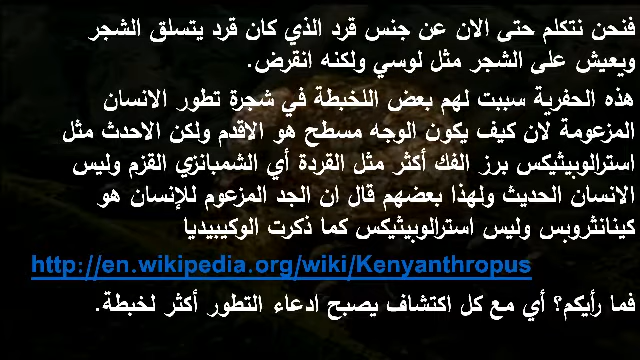 فنحن نتكلم حتى الان عن جنس قرد الذي كان قرد يتسلق الشجر
ويعيش على الشجر مثل لوسي ولكنه انقرض.
هذه الحفرية سببت لهم بعض اللخبطة في شجرة تطور الانسان
المزعومة لان كيف يكون الوجه مسطح هو الاقدم ولكن الاحدث مثل
استرالوبيثيكس برز الفك أكثر مثل القردة أي الشمبانزي القزم وليس
الانسان الحديث ولهذا بعضهم قال ان الجد المزعوم للإنسان هو
كينانثروبس وليس استرالوبيثيكس كما ذكرت الوكيبيديا
http://en.wikipedia.org/wiki/Kenyanthropus
فما رأيكم؟ أي مع كل اكتشاف يصبح ادعاء التطور أكثر لخبطة.